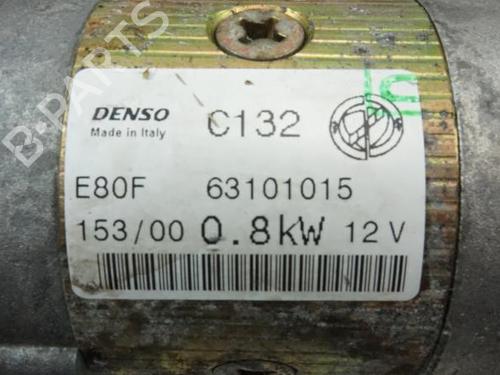 DENSO C132
Made in Italy
E80F 63101015
153/00 0.8kW 12 V
B-PARTS